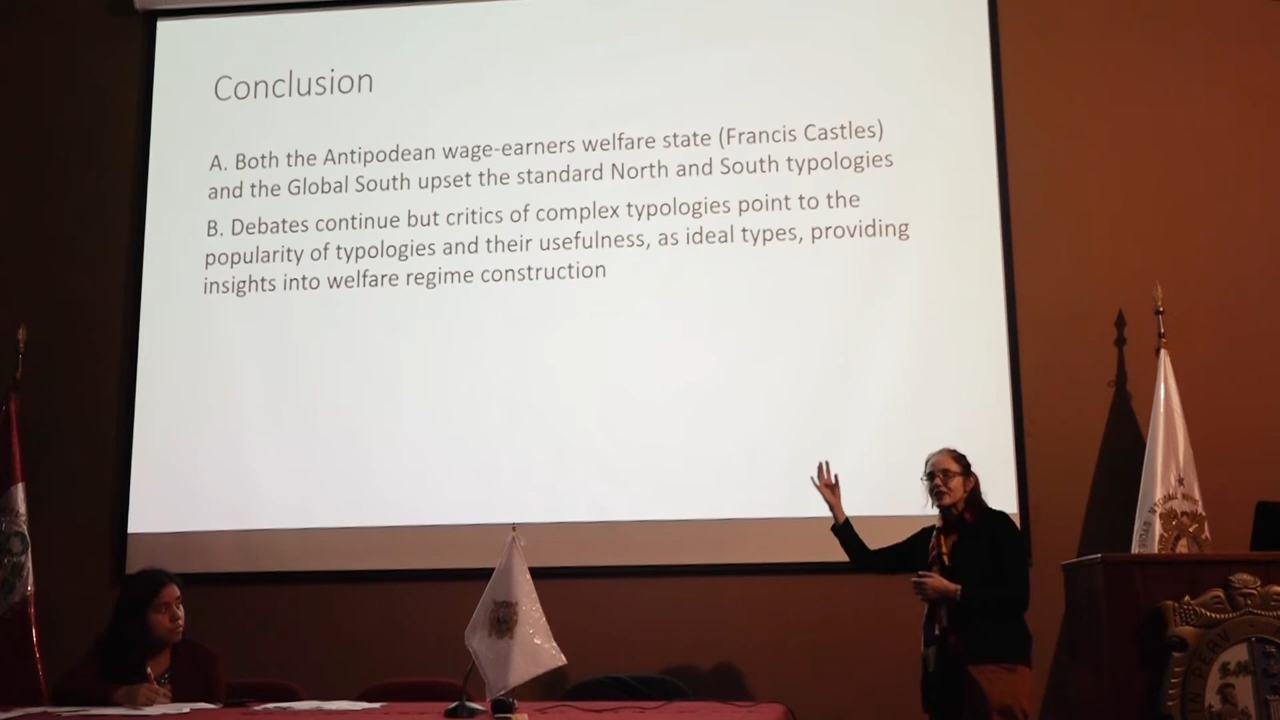 Conclusion
A. Both the Antipodean wage-earners welfare state (Francis Castles)
and the Global South upset the standard North and South typologies
B. Debates continue but critics of complex typologies point to the
popularity of typologies and their usefulness, as ideal types, providing
insights into welfare regime construction
IN PERV